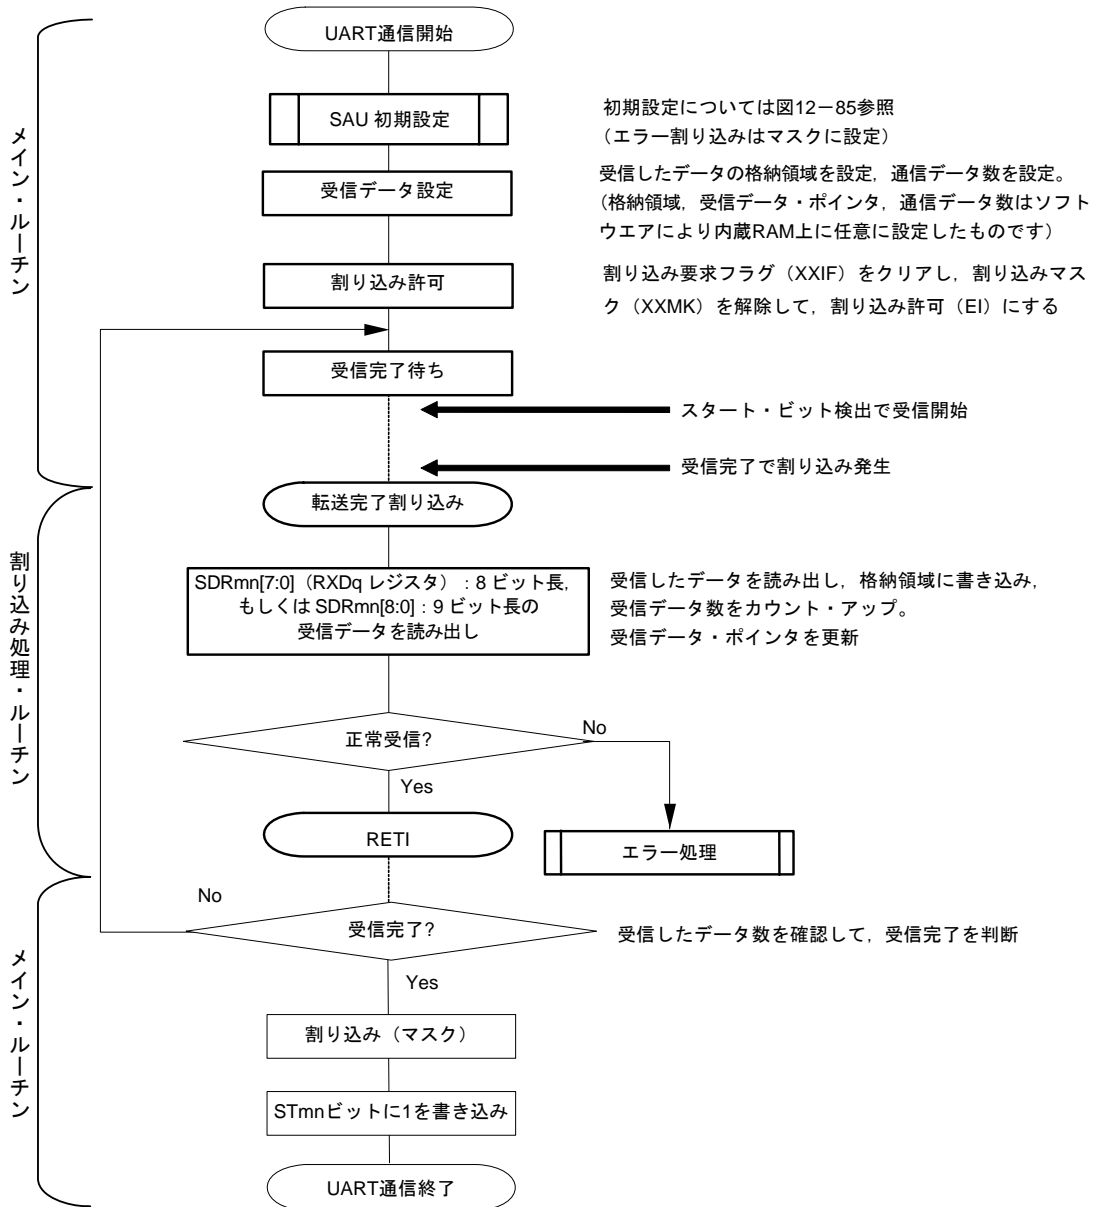 UART通信開始
SAU 初期設定
初期設定については図12－85参照
（エラー割り込みはマスクに設定）
受信データ設定
受信したデータの格納領域を設定，通信データ数を設定。
（格納領域，受信データ・ポインタ，通信データ数はソフト
ウエアにより内蔵RAM上に任意に設定したものです）
割り込み許可
割り込み要求フラグ（XXIF）をクリアし，割り込みマス
ク（XXMK）を解除して，割り込み許可（EI）にする
メイン・ルーチン
受信完了待ち
スタート・ビット検出で受信開始
受信完了で割り込み発生
転送完了割り込み
SDRmn[7:0]（RXDq レジスタ）：8 ビット長，
もしくは SDRmn[8:0]：9 ビット長の
受信データを読み出し
受信したデータを読み出し，格納領域に書き込み，
受信データ数をカウント・アップ。
受信データ・ポインタを更新
割り込み処理・ルーチン
正常受信?
No
Yes
RETI
エラー処理
No
受信完了?
受信したデータ数を確認して，受信完了を判断
Yes
メイン・ルーチン
割り込み（マスク）
STmnビットに1を書き込み
UART通信終了